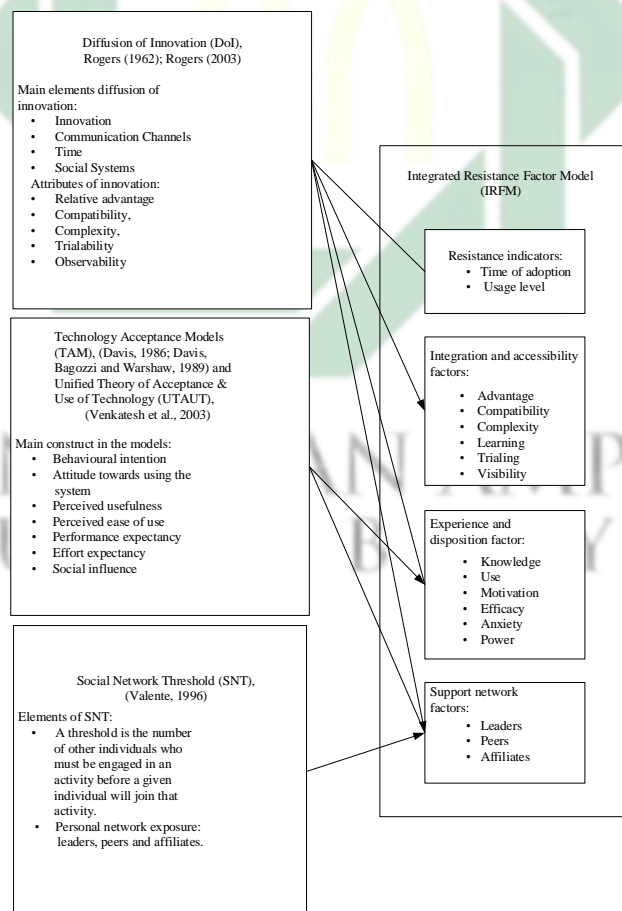 Diffusion of Innovation (DoI),
Rogers (1962); Rogers (2003)
Main elements diffusion of
innovation:
• Innovation
• Communication Channels
• Time
• Social Systems
Attributes of innovation:
• Relative advantage
• Compatibility,
• Complexity,
• Trialability
• Observability
Technology Acceptance Models
(TAM), (Davis, 1986; Davis,
Bagozzi and Warshaw, 1989) and
Unified Theory of Acceptance &
Use of Technology (UTAUT),
(Venkatesh et al., 2003)
Main construct in the models:
• Behavioural intention
• Attitude towards using the
system
• Perceived usefulness
• Perceived ease of use
• Performance expectancy
• Effort expectancy
• Social influence
Social Network Threshold (SNT),
(Valente, 1996)
Elements of SNT:
• A threshold is the number
of other individuals who
must be engaged in an
activity before a given
individual will join that
activity.
• Personal network exposure:
leaders, peers and affiliates.
Integrated Resistance Factor Model
(IRFM)
Resistance indicators:
• Time of adoption
• Usage level
Integration and accessibility
factors:
• Advantage
• Compatibility
• Complexity
• Learning
• Trialing
• Visibility
Experience and
disposition factor:
• Knowledge
• Use
• Motivation
• Efficacy
• Anxiety
• Power
Support network
factors:
• Leaders
• Peers
• Affiliates